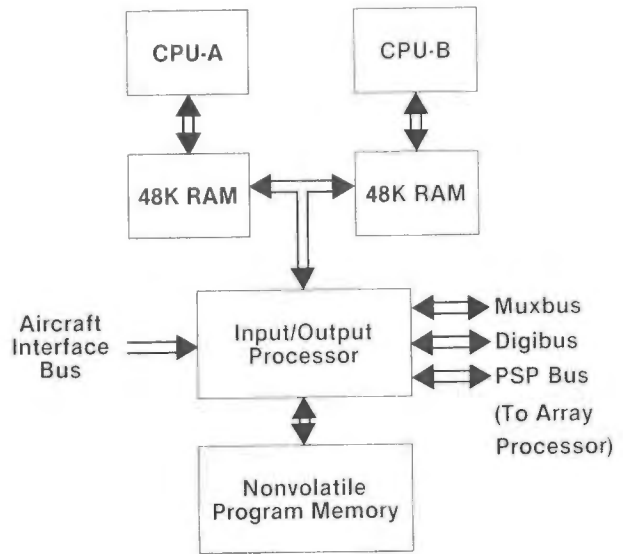 CPU-A
CPU-B
48K RAM
48K RAM
Aircraft
Interface
Bus
Input/Output
Processor
Muxbus
Digibus
PSP Bus
(To Array
Processor)
Nonvolatile
Program Memory